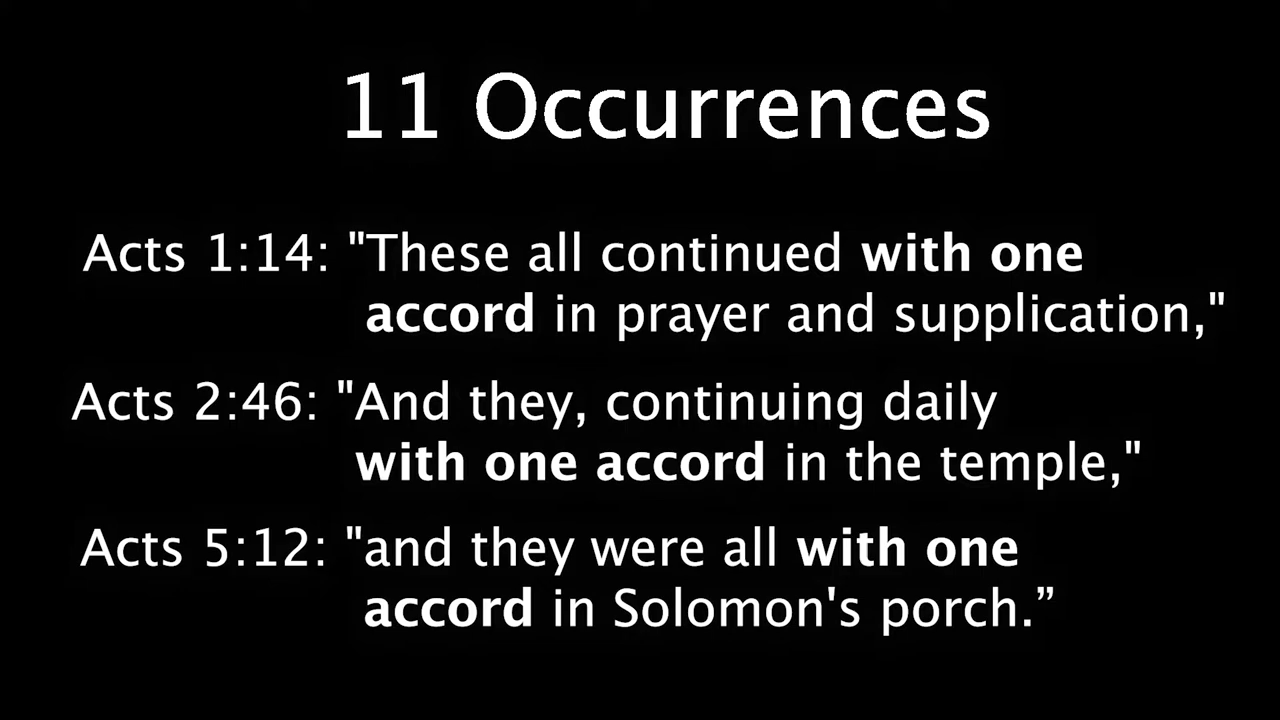 11 Occurrences
Acts 1:14: "These all continued with one
accord in prayer and supplication,"
Acts 2:46: "And they, continuing daily
with one accord in the temple,"
Acts 5:12: "and they were all with one
accord in Solomon's porch.”